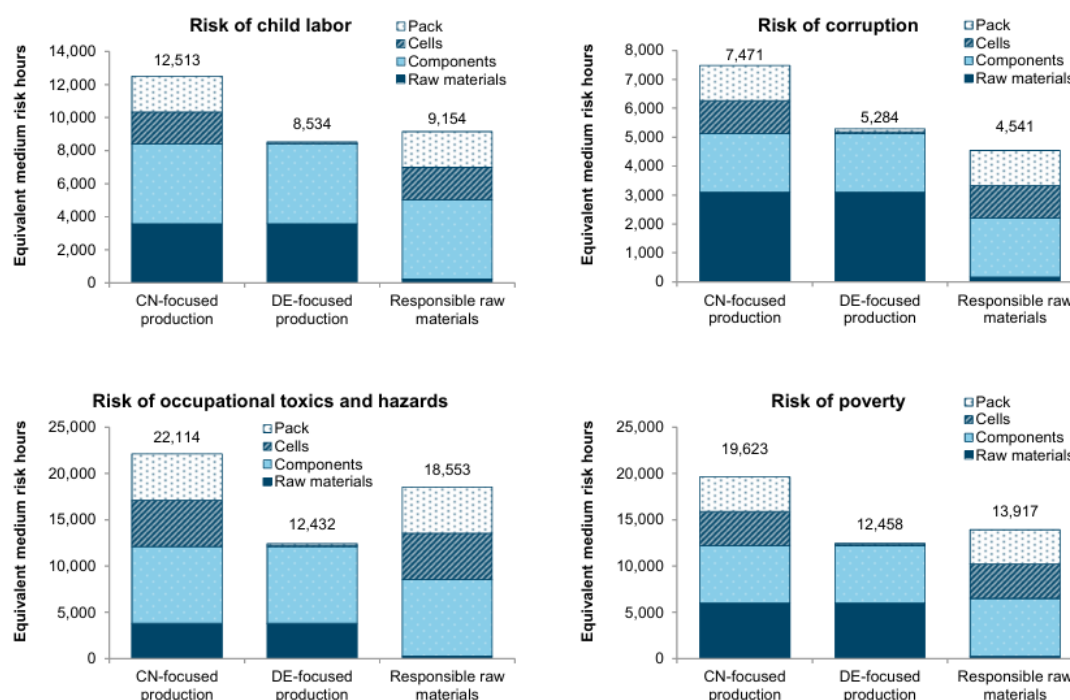 Risk of child labor
Pack
Cells
Components
Raw materials
Equivalent medium risk hours
14,000
12,000
10,000
8,000
6,000
4,000
2,000
0
12,513
8,534
9,154
CN-focused production
DE-focused production
Responsible raw materials
Risk of corruption
Pack
Cells
Components
Raw materials
Equivalent medium risk hours
8,000
7,000
6,000
5,000
4,000
3,000
2,000
1,000
0
7,471
5,284
4,541
CN-focused production
DE-focused production
Responsible raw materials
Risk of occupational toxics and hazards
Pack
Cells
Components
Raw materials
Equivalent medium risk hours
25,000
20,000
15,000
10,000
5,000
0
22,114
12,432
18,553
CN-focused production
DE-focused production
Responsible raw materials
Risk of poverty
Pack
Cells
Components
Raw materials
Equivalent medium risk hours
25,000
20,000
15,000
10,000
5,000
0
19,623
12,458
13,917
CN-focused production
DE-focused production
Responsible raw materials